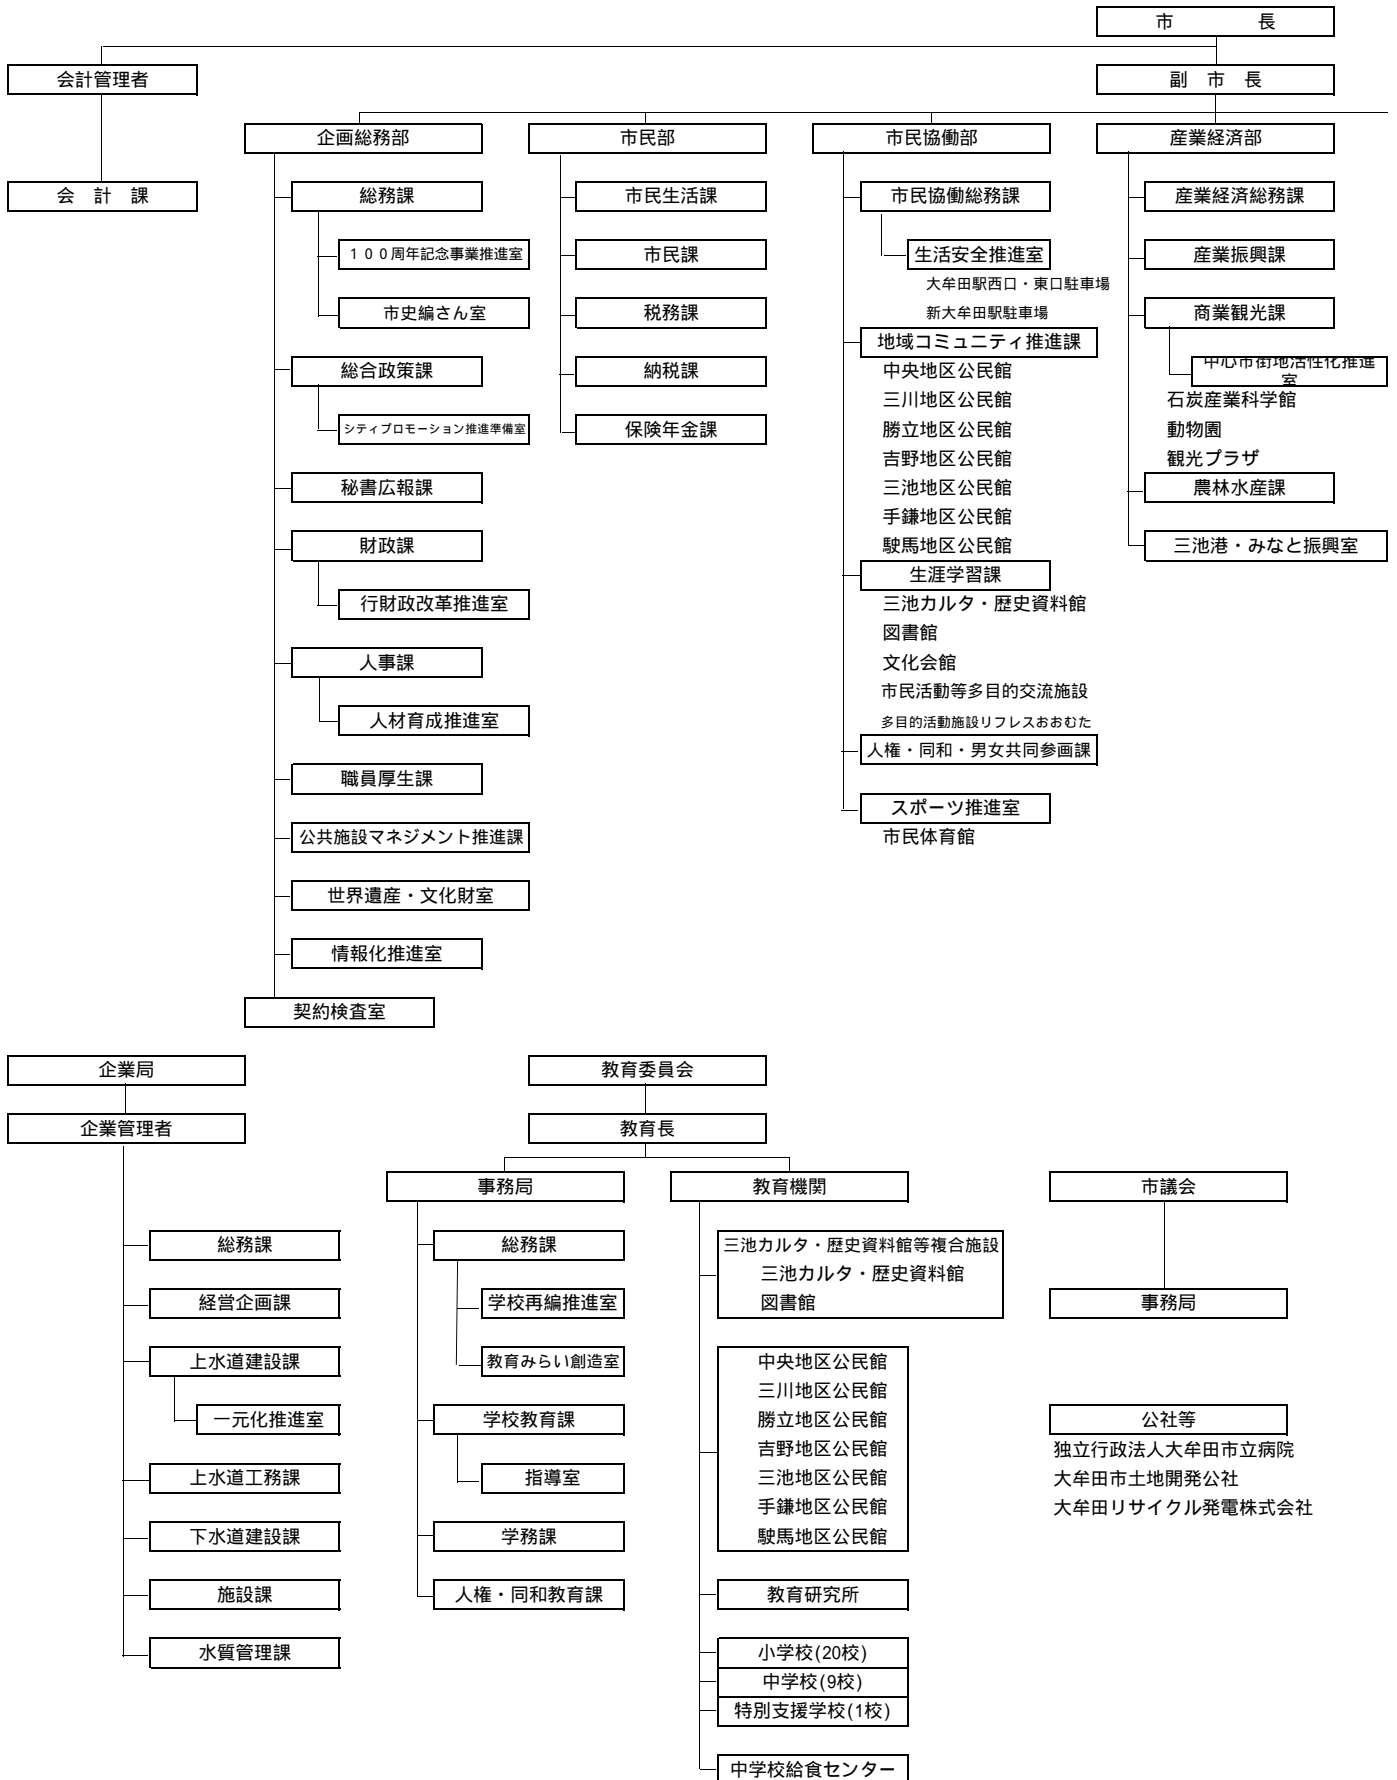 市　　　　長
会計管理者
副　市　長
企画総務部
市民部
市民協働部
産業経済部
会　計　課
総務課
１００周年記念事業推進室
市史編さん室
総合政策課
シティプロモーション推進準備室
秘書広報課
財政課
行財政改革推進室
人事課
人材育成推進室
職員厚生課
公共施設マネジメント推進課
世界遺産・文化財室
情報化推進室
契約検査室
市民生活課
市民課
税務課
納税課
保険年金課
市民協働総務課
生活安全推進室
大牟田駅西口・東口駐車場
新大牟田駅駐車場
地域コミュニティ推進課
中央地区公民館
三川地区公民館
勝立地区公民館
吉野地区公民館
三池地区公民館
手鎌地区公民館
駛馬地区公民館
生涯学習課
三池カルタ・歴史資料館
図書館
文化会館
市民活動等多目的交流施設
多目的活動施設リフレスおおむた
人権・同和・男女共同参画課
スポーツ推進室
市民体育館
産業経済総務課
産業振興課
商業観光課
中心市街地活性化推進
室
石炭産業科学館
動物園
観光プラザ
農林水産課
三池港・みなと振興室
企業局
企業管理者
総務課
経営企画課
上水道建設課
一元化推進室
上水道工務課
下水道建設課
施設課
水質管理課
教育委員会
教育長
事務局
総務課
学校再編推進室
教育みらい創造室
学校教育課
指導室
学務課
人権・同和教育課
教育機関
三池カルタ・歴史資料館等複合施設
三池カルタ・歴史資料館
図書館
中央地区公民館
三川地区公民館
勝立地区公民館
吉野地区公民館
三池地区公民館
手鎌地区公民館
駛馬地区公民館
教育研究所
小学校(20校)
中学校(9校)
特別支援学校(1校)
中学校給食センター
市議会
事務局
公社等
独立行政法人大牟田市立病院
大牟田市土地開発公社
大牟田リサイクル発電株式会社